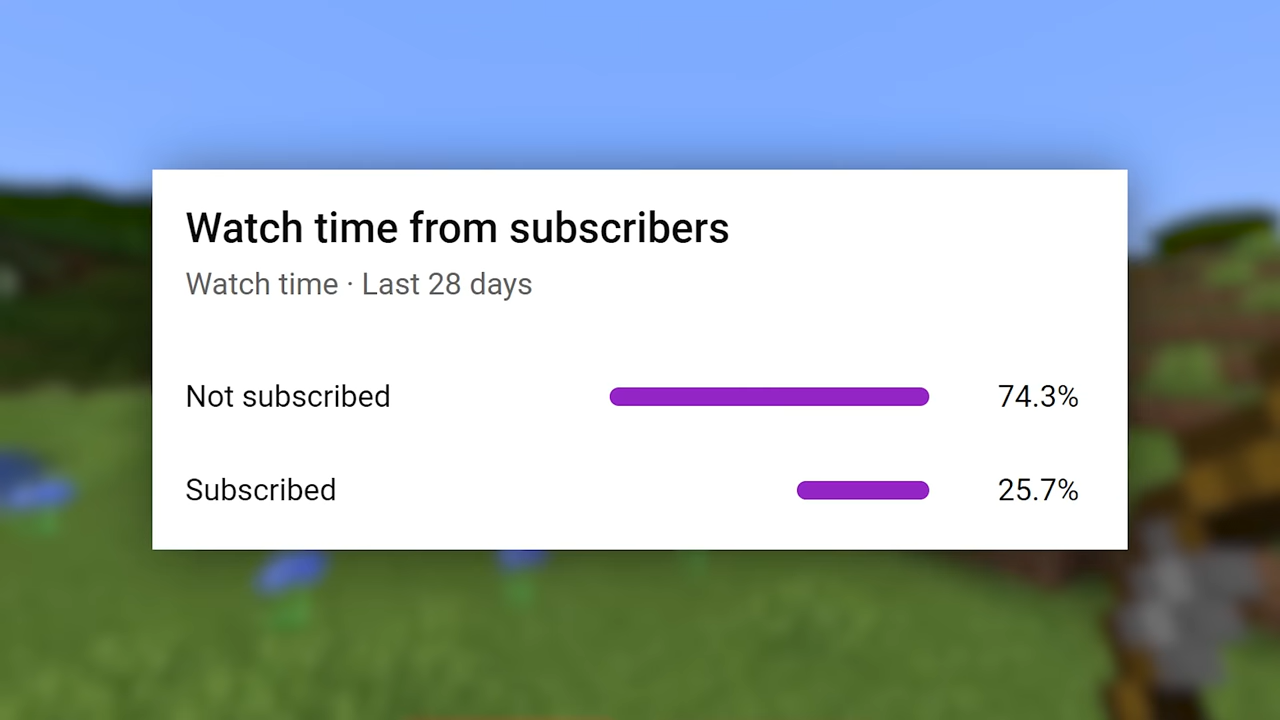 Watch time from subscribers
Watch time · Last 28 days
Not subscribed 74.3%
Subscribed 25.7%